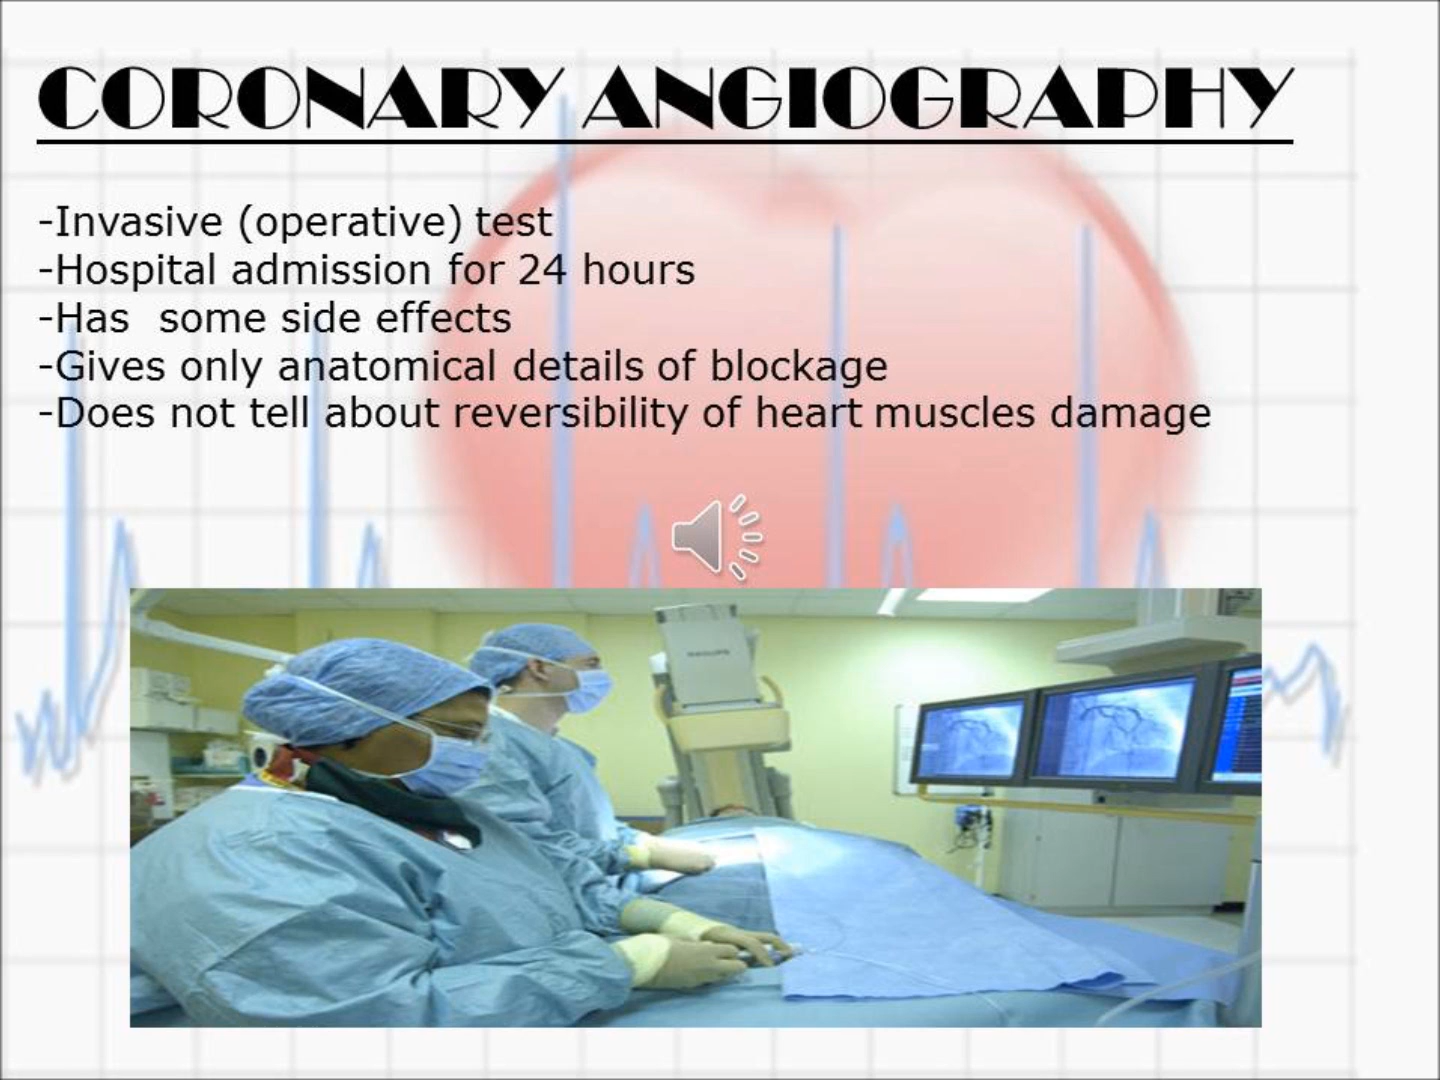 CORONARY ANGIOGRAPHY
-Invasive (operative) test
-Hospital admission for 24 hours
-Has  some side effects
-Gives only anatomical details of blockage
-Does not tell about reversibility of heart muscles damage
PHILIPS